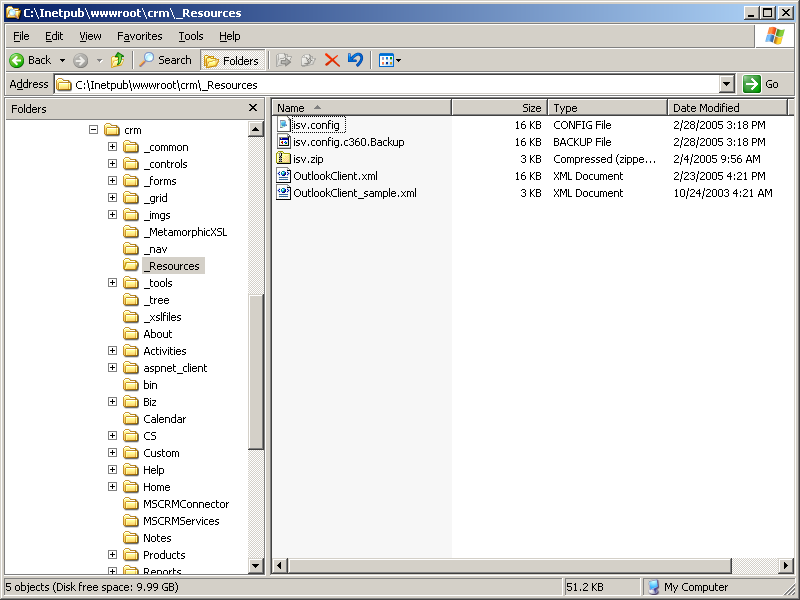 C:\Inetpub\wwwroot\crm\_Resources
File Edit View Favorites Tools Help
Back Search Folders
Address C:\Inetpub\wwwroot\crm\_Resources Go
Folders
Name Size Type Date Modified
isv.config 16 KB CONFIG File 2/28/2005 3:18 PM
isv.config.c360.Backup 16 KB BACKUP File 2/28/2005 3:18 PM
isv.zip 3 KB Compressed (zippe... 2/4/2005 9:56 AM
OutlookClient.xml 16 KB XML Document 2/23/2005 4:21 PM
OutlookClient_sample.xml 3 KB XML Document 10/24/2003 4:21 AM
crm
_common
_controls
_forms
_grid
_imgs
_MetamorphicXSL
_nav
_Resources
_tools
_tree
_xslfiles
About
Activities
aspnet_client
bin
Biz
Calendar
CS
Custom
Help
Home
MSCRMConnector
MSCRMServices
Notes
Products
Reports
5 objects (Disk free space: 9.99 GB) 51.2 KB My Computer